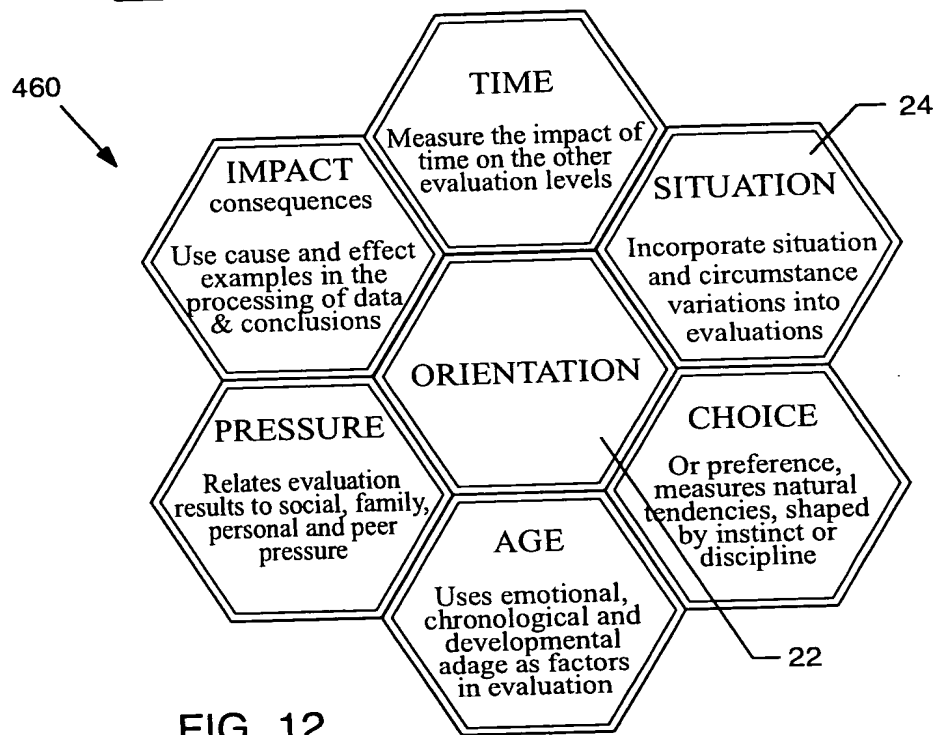 460
TIME
Measure the impact of
time on the other
evaluation levels
24
IMPACT
consequences
Use cause and effect
examples in the
processing of data
& conclusions
SITUATION
Incorporate situation
and circumstance
variations into
evaluations
ORIENTATION
PRESSURE
Relates evaluation
results to social, family,
personal and peer
pressure
CHOICE
Or preference,
measures natural
tendencies, shaped
by instinct or
discipline
AGE
Uses emotional,
chronological and
developmental
adage as factors
in evaluation
22
FIG. 12